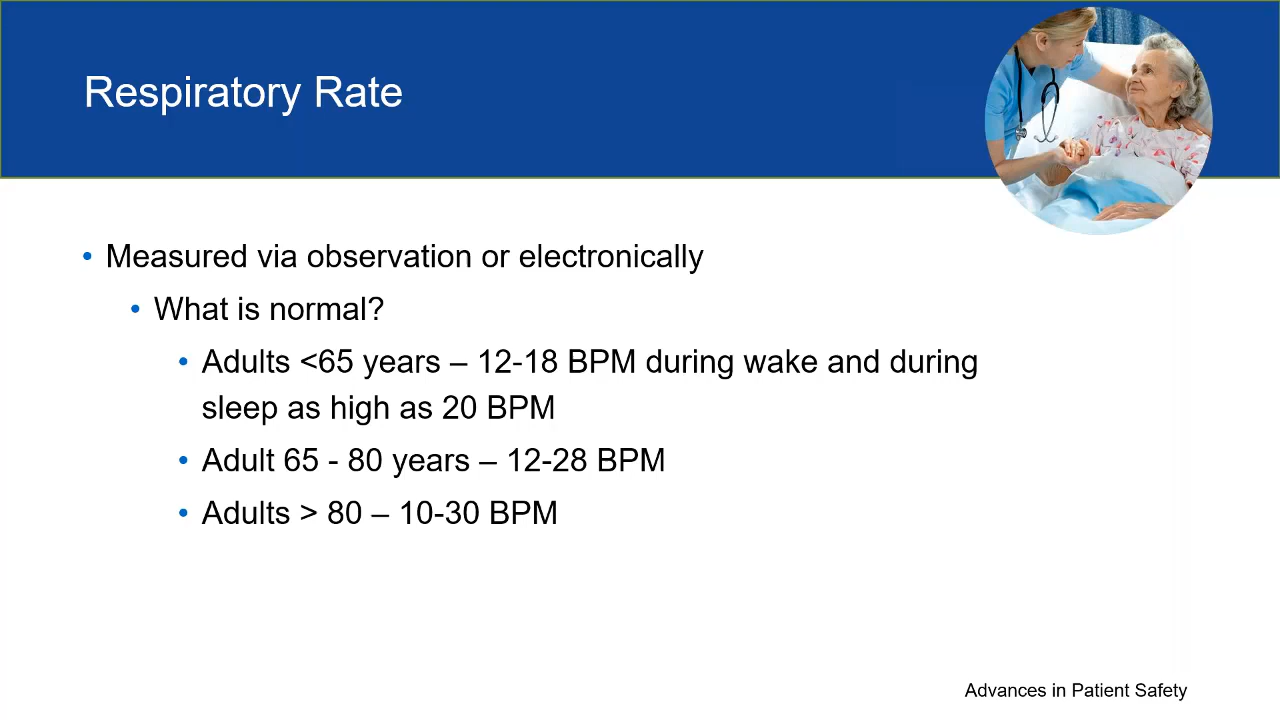 Respiratory Rate
• Measured via observation or electronically
• What is normal?
• Adults <65 years – 12-18 BPM during wake and during
sleep as high as 20 BPM
• Adult 65 - 80 years – 12-28 BPM
• Adults > 80 – 10-30 BPM
Advances in Patient Safety